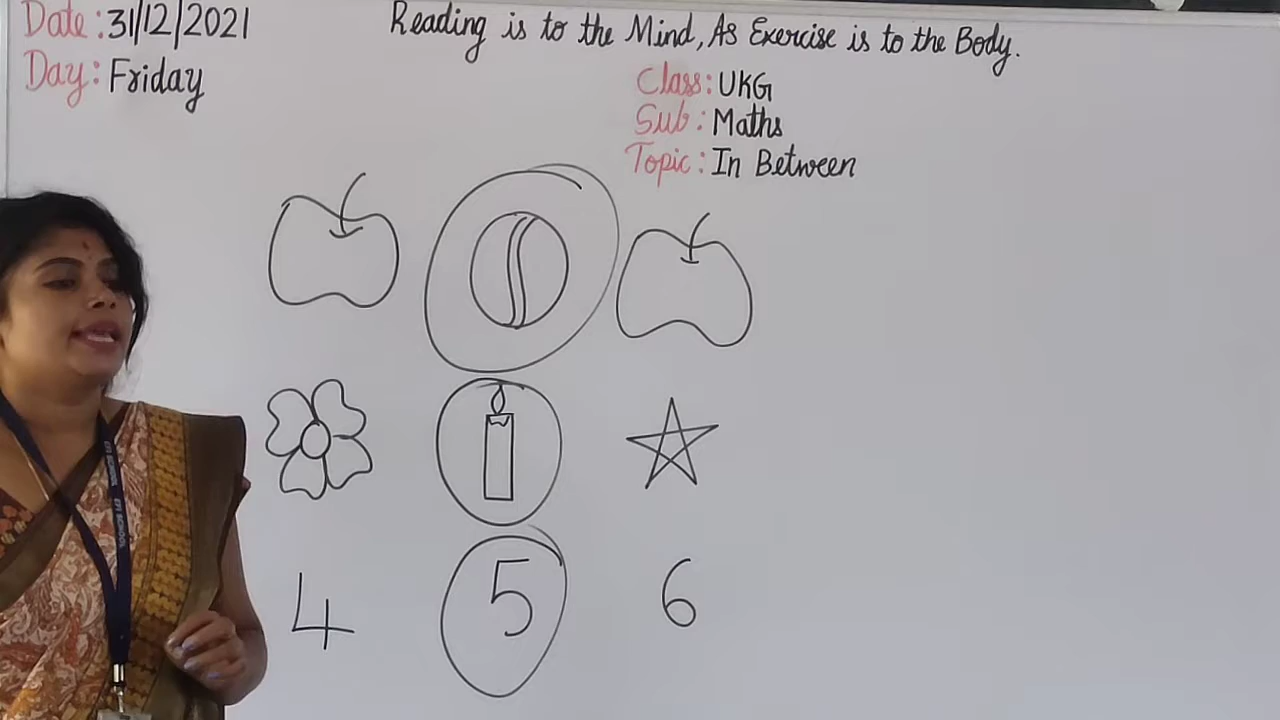 Date: 31/12/2021
Reading is to the Mind, As Exercise is to the Body.
Day: Friday
Class: UKG
Sub: Maths
Topic: In Between
4 5 6